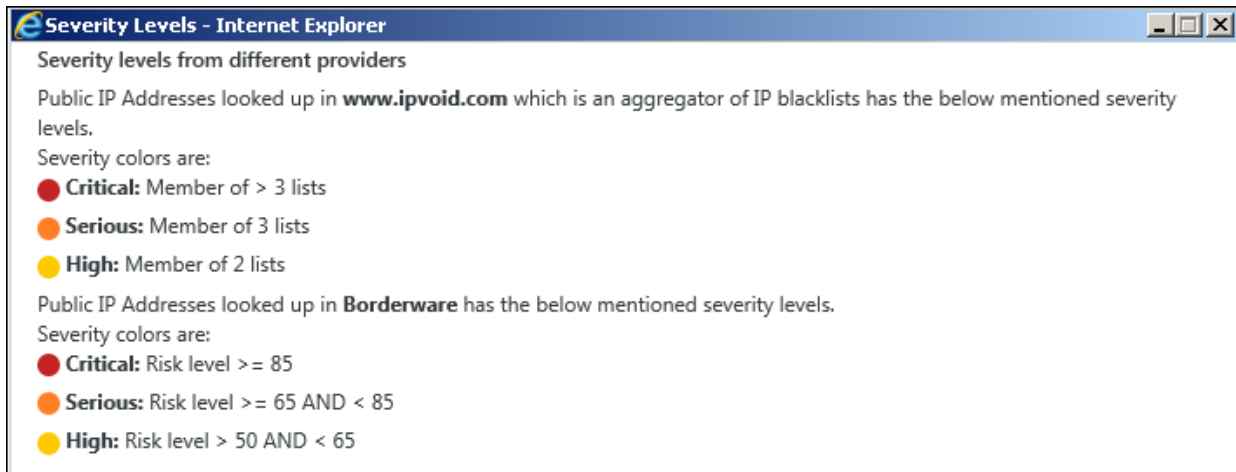 Severity Levels - Internet Explorer
Severity levels from different providers
Public IP Addresses looked up in www.ipvoid.com which is an aggregator of IP blacklists has the below mentioned severity
levels.
Severity colors are:
Critical: Member of > 3 lists
Serious: Member of 3 lists
High: Member of 2 lists
Public IP Addresses looked up in Borderware has the below mentioned severity levels.
Severity colors are:
Critical: Risk level >= 85
Serious: Risk level >= 65 AND < 85
High: Risk level > 50 AND < 65